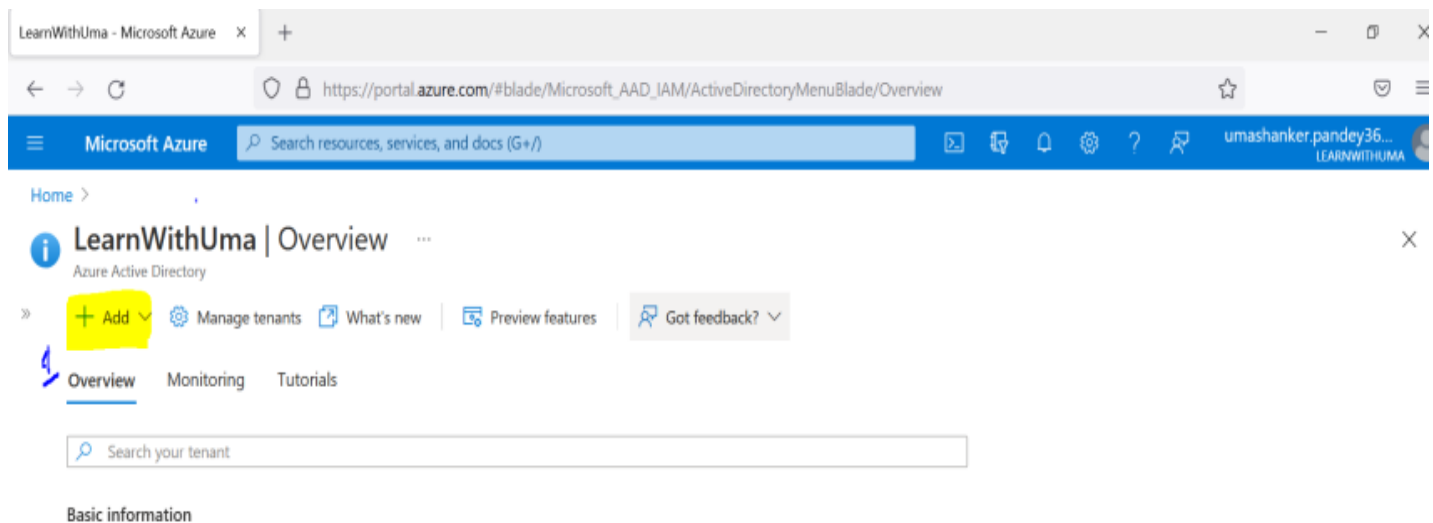 LearnWithUma - Microsoft Azure
https://portal.azure.com/#blade/Microsoft_AAD_IAM/ActiveDirectoryMenuBlade/Overview
Microsoft Azure Search resources, services, and docs (G+/) umashanker.pandey36...
LEARNWITHUMA
Home >
LearnWithUma | Overview ...
Azure Active Directory
Add Manage tenants What's new Preview features Got feedback?
Overview Monitoring Tutorials
Search your tenant
Basic information